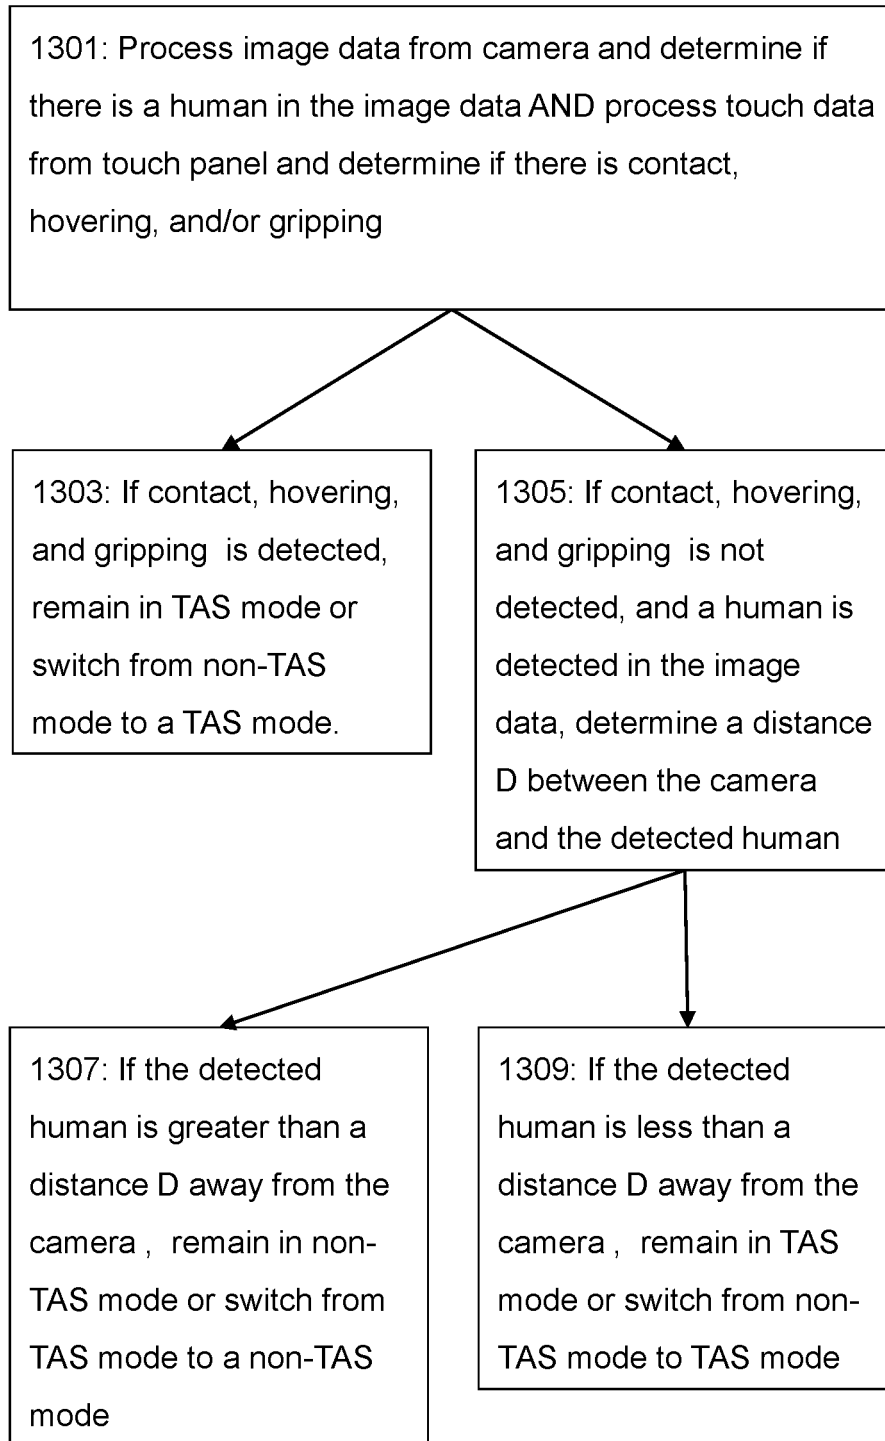 1301: Process image data from camera and determine if
there is a human in the image data AND process touch data
from touch panel and determine if there is contact,
hovering, and/or gripping
1303: If contact, hovering,
and gripping is detected,
remain in TAS mode or
switch from non-TAS
mode to a TAS mode.
1305: If contact, hovering,
and gripping is not
detected, and a human is
detected in the image
data, determine a distance
D between the camera
and the detected human
1307: If the detected
human is greater than a
distance D away from the
camera , remain in non-
TAS mode or switch from
TAS mode to a non-TAS
mode
1309: If the detected
human is less than a
distance D away from the
camera , remain in TAS
mode or switch from non-
TAS mode to TAS mode